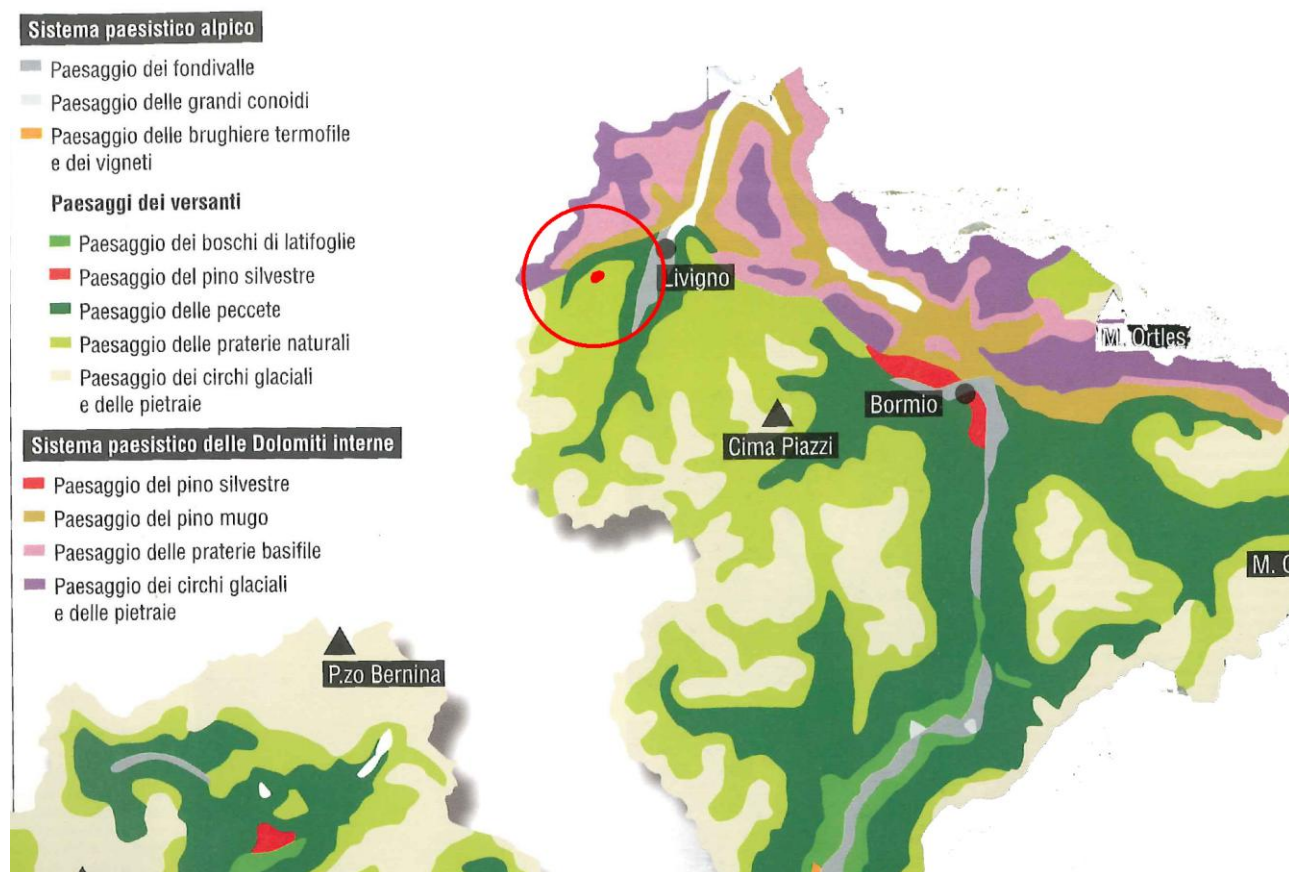 Sistema paesistico alpico
Paesaggio dei fondivalle
Paesaggio delle grandi conoidi
Paesaggio delle brughiere termofile
e dei vigneti
Paesaggi dei versanti
Paesaggio dei boschi di latifoglie
Paesaggio del pino silvestre
Paesaggio delle peccete
Paesaggio delle praterie naturali
Paesaggio dei circhi glaciali
e delle pietraie
Sistema paesistico delle Dolomiti interne
Paesaggio del pino silvestre
Paesaggio del pino mugo
Paesaggio delle praterie basifile
Paesaggio dei circhi glaciali
e delle pietraie
Livigno
M. Ortles
Bormio
Cima Piazzi
M.
P.zo Bernina